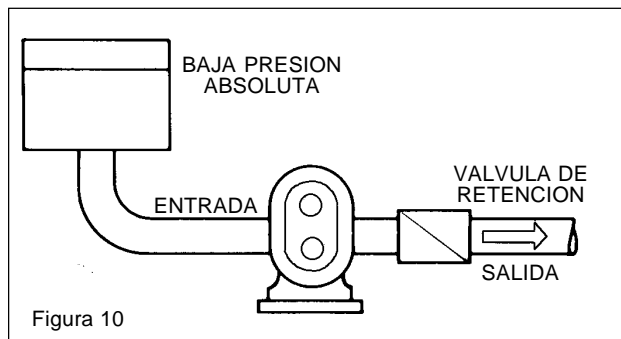 BAJA PRESION
ABSOLUTA
VALVULA DE
RETENCION
ENTRADA
SALIDA
Figura 10